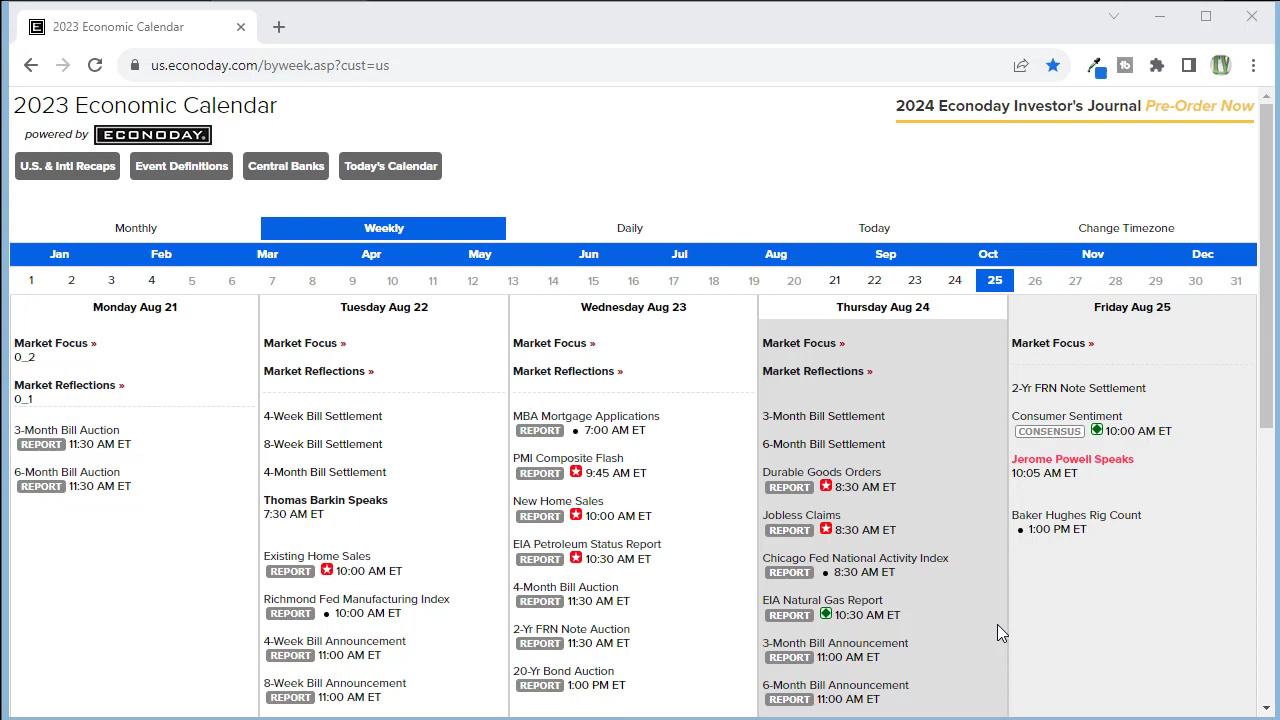 2023 Economic Calendar
us.econoday.com/byweek.asp?cust=us
2023 Economic Calendar
2024 Econoday Investor's Journal Pre-Order Now
powered by ECONODAY
U.S. & Intl Recaps Event Definitions Central Banks Today's Calendar
Monthly Weekly Daily Today Change Timezone
Jan Feb Mar Apr May Jun Jul Aug Sep Oct Nov Dec
1 2 3 4 5 6 7 8 9 10 11 12 13 14 15 16 17 18 19 20 21 22 23 24 25 26 27 28 29 30 31
Monday Aug 21
Market Focus »
0_2
Market Reflections »
0_1
3-Month Bill Auction
REPORT 11:30 AM ET
6-Month Bill Auction
REPORT 11:30 AM ET
Tuesday Aug 22
Market Focus »
Market Reflections »
4-Week Bill Settlement
8-Week Bill Settlement
4-Month Bill Settlement
Thomas Barkin Speaks
7:30 AM ET
Existing Home Sales
REPORT 10:00 AM ET
Richmond Fed Manufacturing Index
REPORT 10:00 AM ET
4-Week Bill Announcement
REPORT 11:00 AM ET
8-Week Bill Announcement
REPORT 11:00 AM ET
Wednesday Aug 23
Market Focus »
Market Reflections »
MBA Mortgage Applications
REPORT 7:00 AM ET
PMI Composite Flash
REPORT 9:45 AM ET
New Home Sales
REPORT 10:00 AM ET
EIA Petroleum Status Report
REPORT 10:30 AM ET
4-Month Bill Auction
REPORT 11:30 AM ET
2-Yr FRN Note Auction
REPORT 11:30 AM ET
20-Yr Bond Auction
REPORT 1:00 PM ET
Thursday Aug 24
Market Focus »
Market Reflections »
3-Month Bill Settlement
6-Month Bill Settlement
Durable Goods Orders
REPORT 8:30 AM ET
Jobless Claims
REPORT 8:30 AM ET
Chicago Fed National Activity Index
REPORT 8:30 AM ET
EIA Natural Gas Report
REPORT 10:30 AM ET
3-Month Bill Announcement
REPORT 11:00 AM ET
6-Month Bill Announcement
REPORT 11:00 AM ET
Friday Aug 25
Market Focus »
2-Yr FRN Note Settlement
Consumer Sentiment
CONSENSUS 10:00 AM ET
Jerome Powell Speaks
10:05 AM ET
Baker Hughes Rig Count
1:00 PM ET